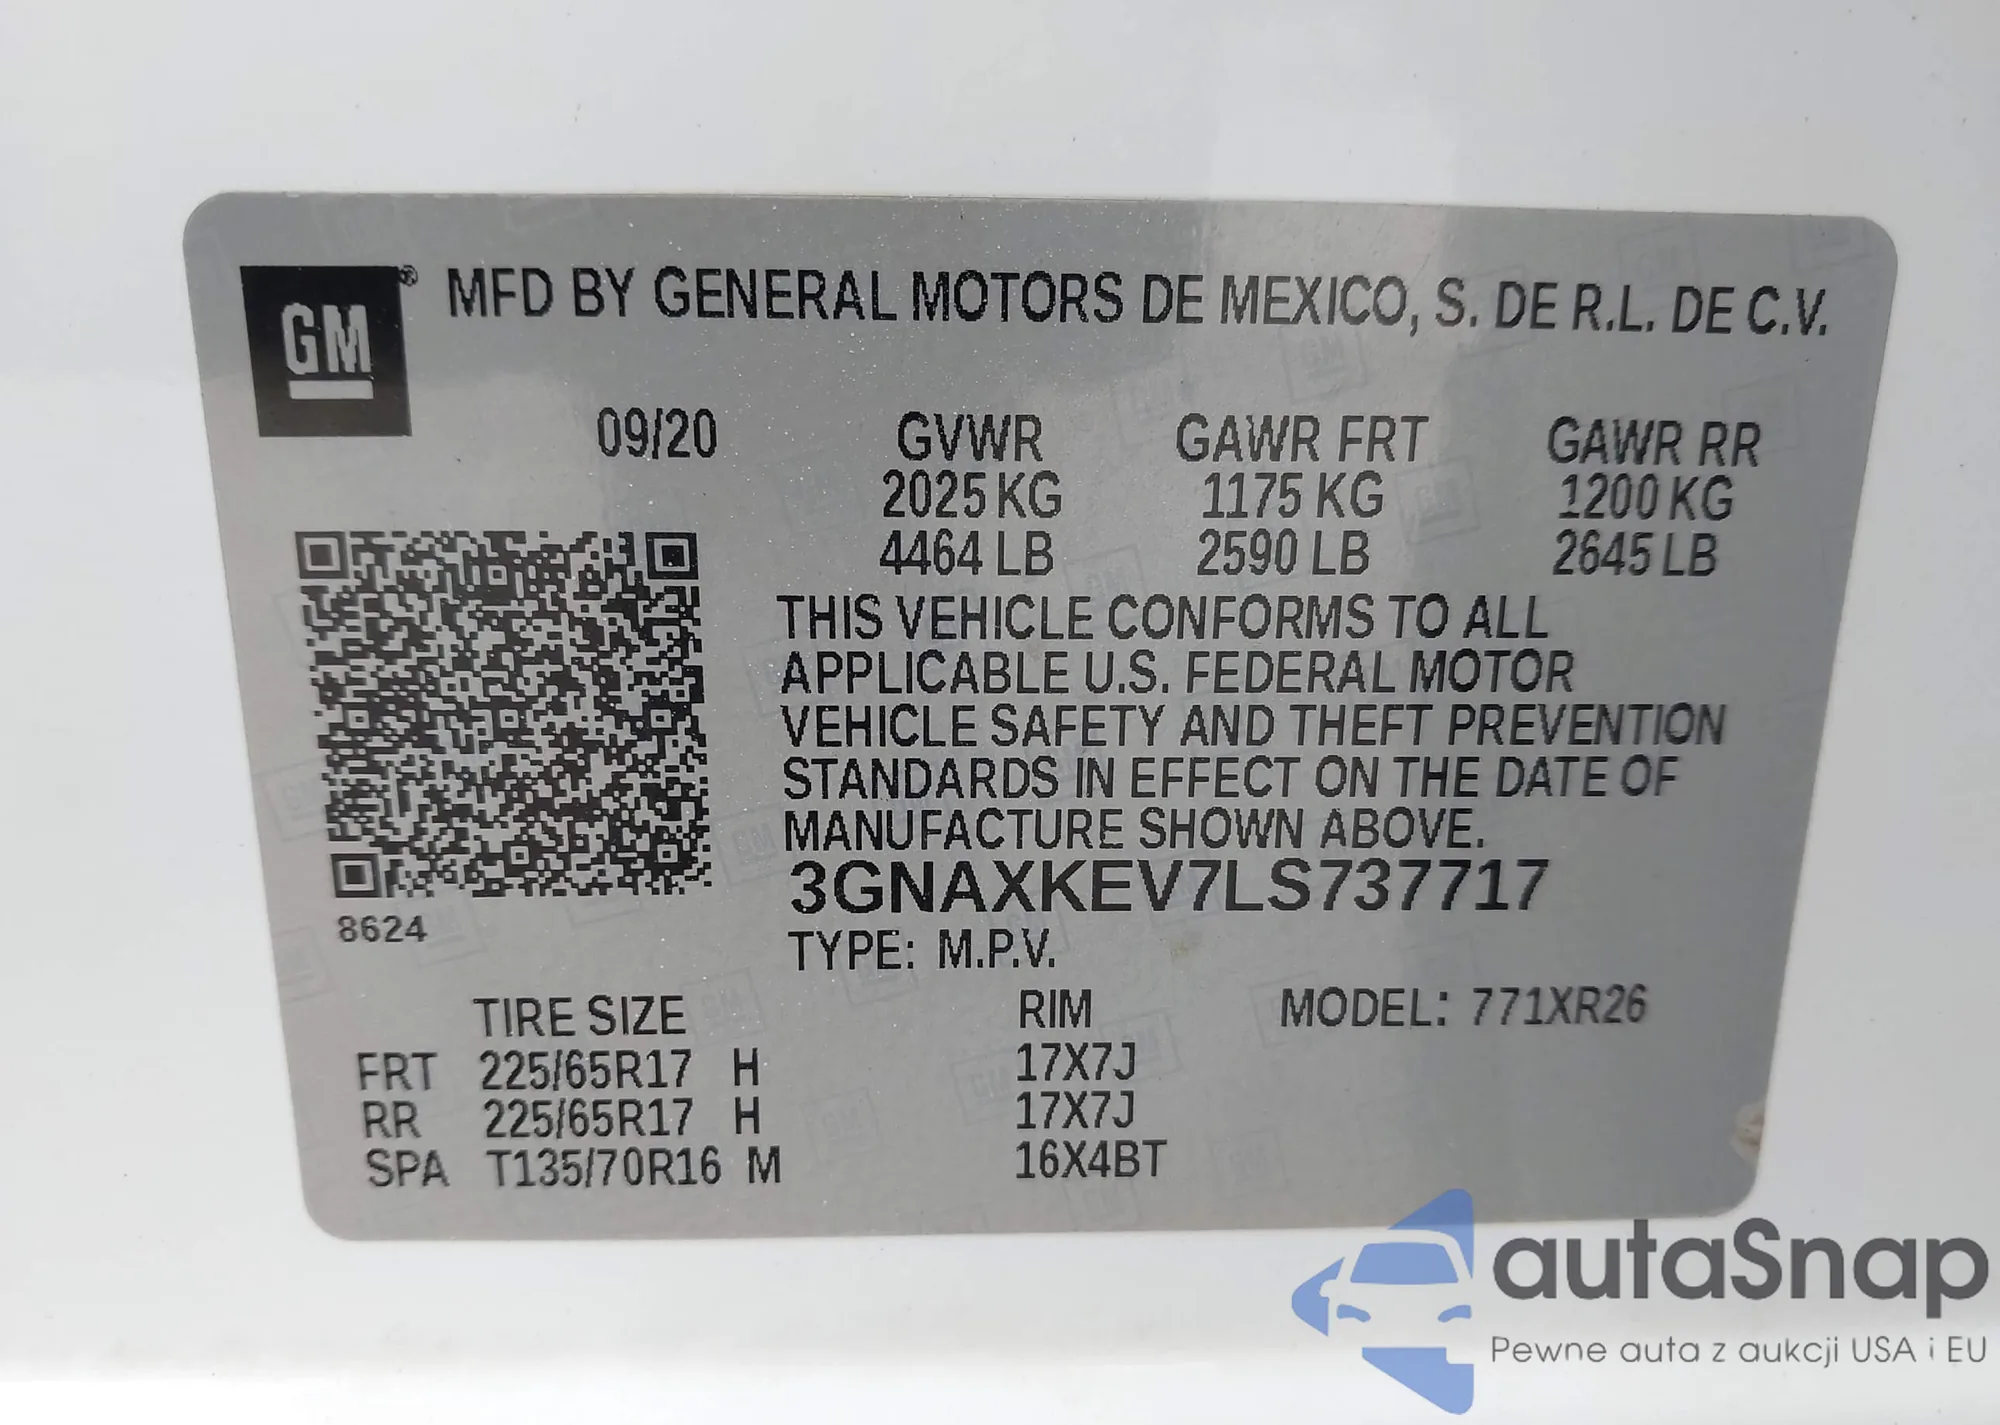 GM ® MFD BY GENERAL MOTORS DE MEXICO, S. DE R.L. DE C.V.
09/20 GVWR GAWR FRT GAWR RR
2025 KG 1175 KG 1200 KG
4464 LB 2590 LB 2645 LB
THIS VEHICLE CONFORMS TO ALL
APPLICABLE U.S. FEDERAL MOTOR
VEHICLE SAFETY AND THEFT PREVENTION
STANDARDS IN EFFECT ON THE DATE OF
MANUFACTURE SHOWN ABOVE.
3GNAXKEV7LS737717
8624
TYPE: M.P.V.
TIRE SIZE RIM MODEL: 771XR26
FRT 225/65R17 H 17X7J
RR 225/65R17 H 17X7J
SPA T135/70R16 M 16X4BT
autaSnap
Pewne auta z aukcji USA i EU